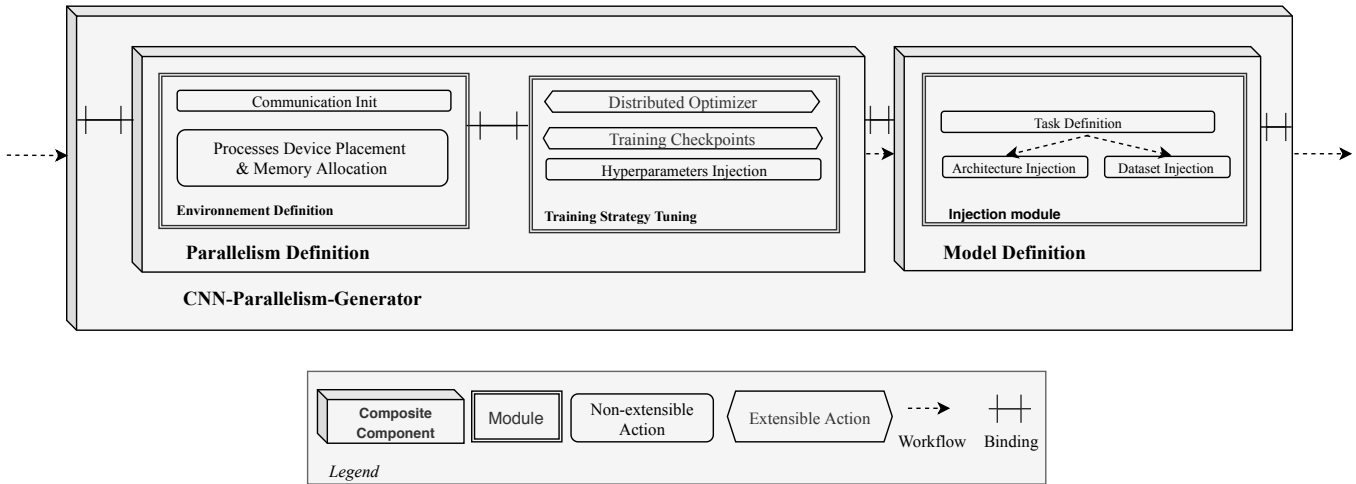 Communication Init
Processes Device Placement
& Memory Allocation
Environnement Definition
Distributed Optimizer
Training Checkpoints
Hyperparameters Injection
Training Strategy Tuning
Parallelism Definition
Task Definition
Architecture Injection
Dataset Injection
Injection module
Model Definition
CNN-Parallelism-Generator
Composite
Component
Module
Non-extensible
Action
Extensible Action
Workflow
Binding
Legend